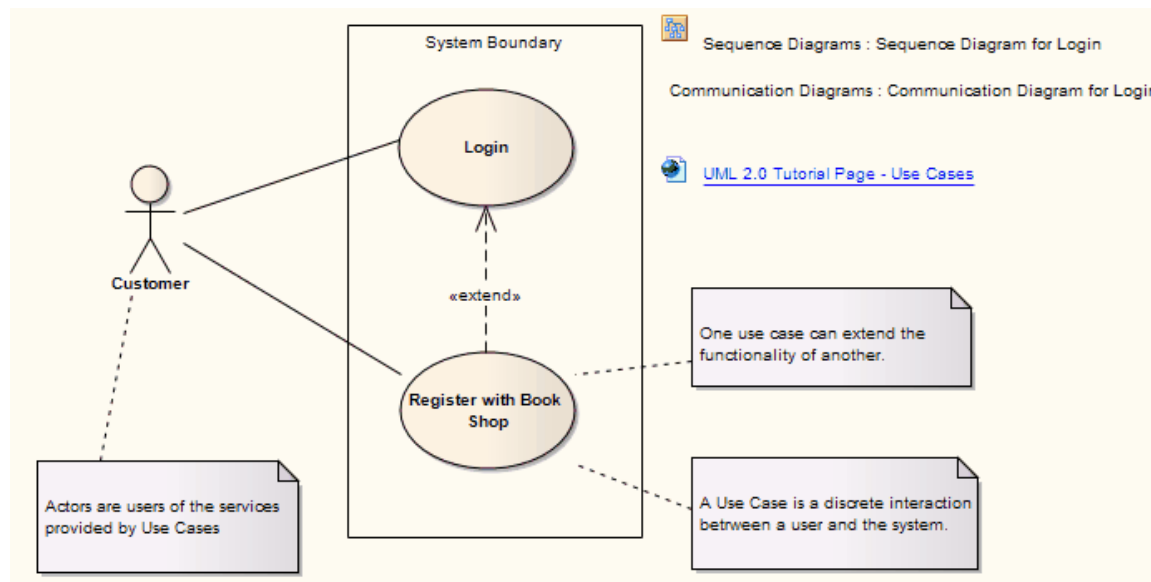 System Boundary
Sequence Diagrams : Sequence Diagram for Login
Communication Diagrams : Communication Diagram for Login
Login
UML 2.0 Tutorial Page - Use Cases
Customer
«extend»
One use case can extend the
functionality of another.
Register with Book
Shop
Actors are users of the services
provided by Use Cases
A Use Case is a discrete interaction
betrween a user and the system.